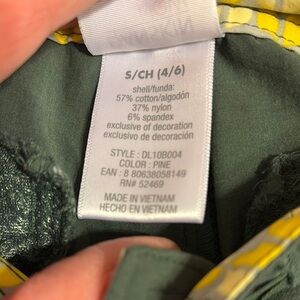 S/CH (4/6)
shell/funda:
57% cotton/algodón
37% nylon
6% spandex
exclusive of decoration
exclusivo de decoración
STYLE : DL10B004
COLOR : PINE
EAN : 8 80638058149
RN# 52469
MADE IN VIETNAM
HECHO EN VIETNAM